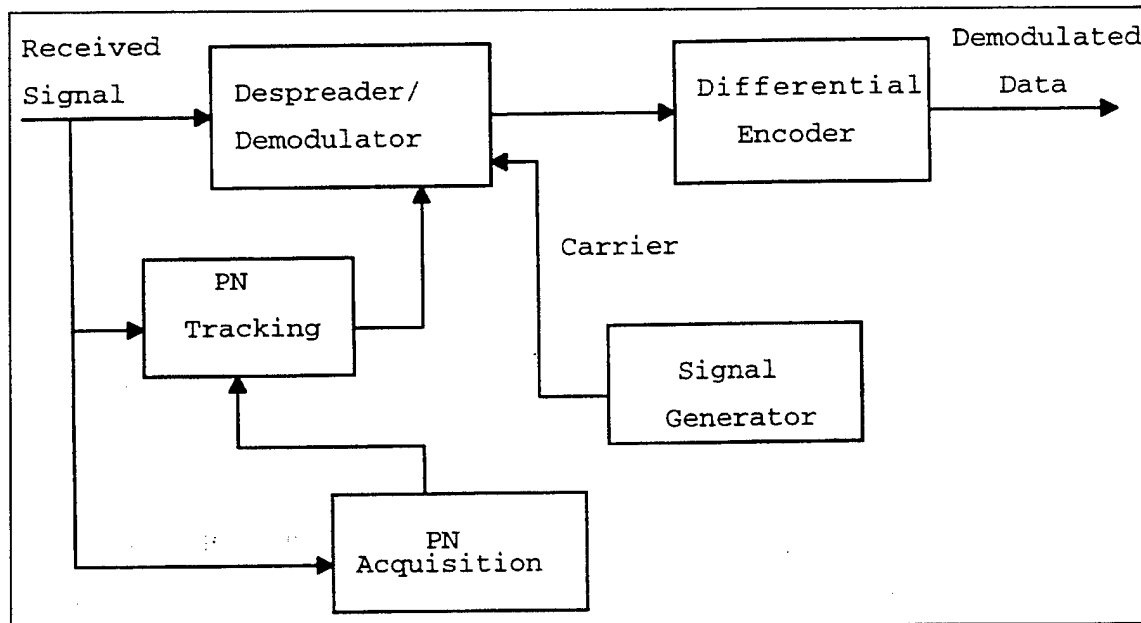 Received
Signal
Despreader/
Demodulator
Differential
Encoder
Demodulated
Data
PN
Tracking
Carrier
Signal
Generator
PN
Acquisition